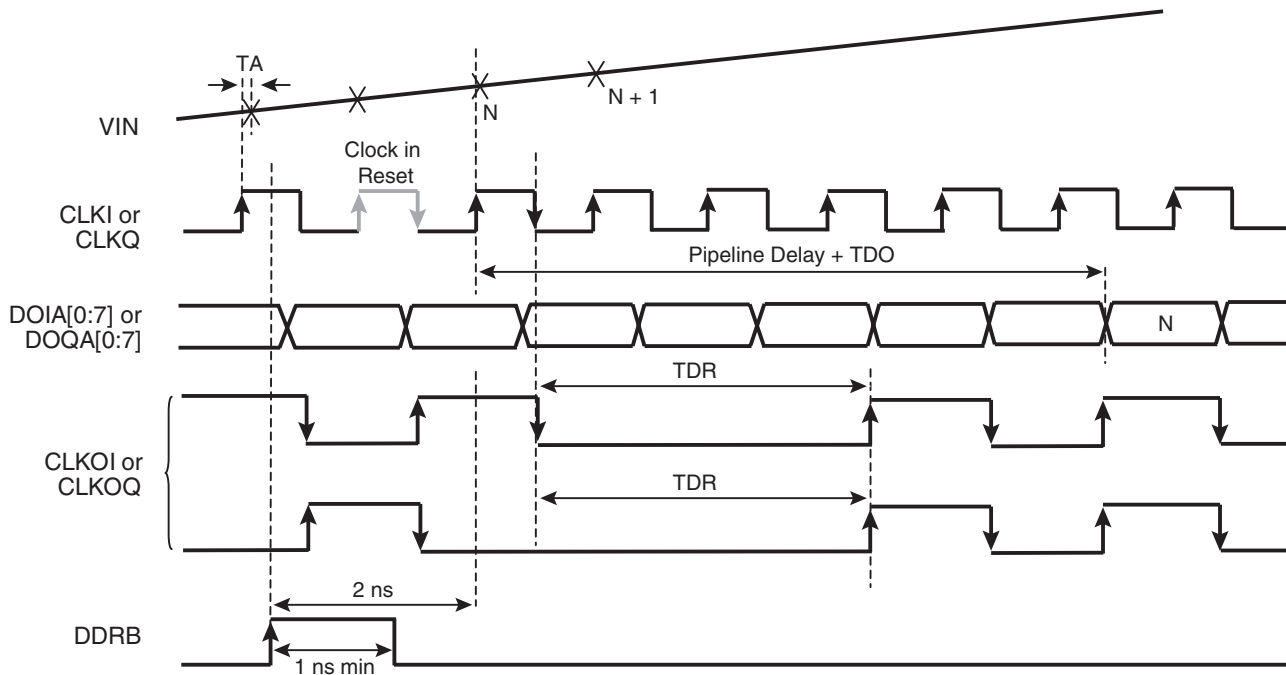 TA
VIN
N
N + 1
Clock in
Reset
CLKI or
CLKQ
Pipeline Delay + TDO
DOIA[0:7] or
DOQA[0:7]
N
TDR
CLKOI or
CLKOQ
TDR
2 ns
DDRB
1 ns min